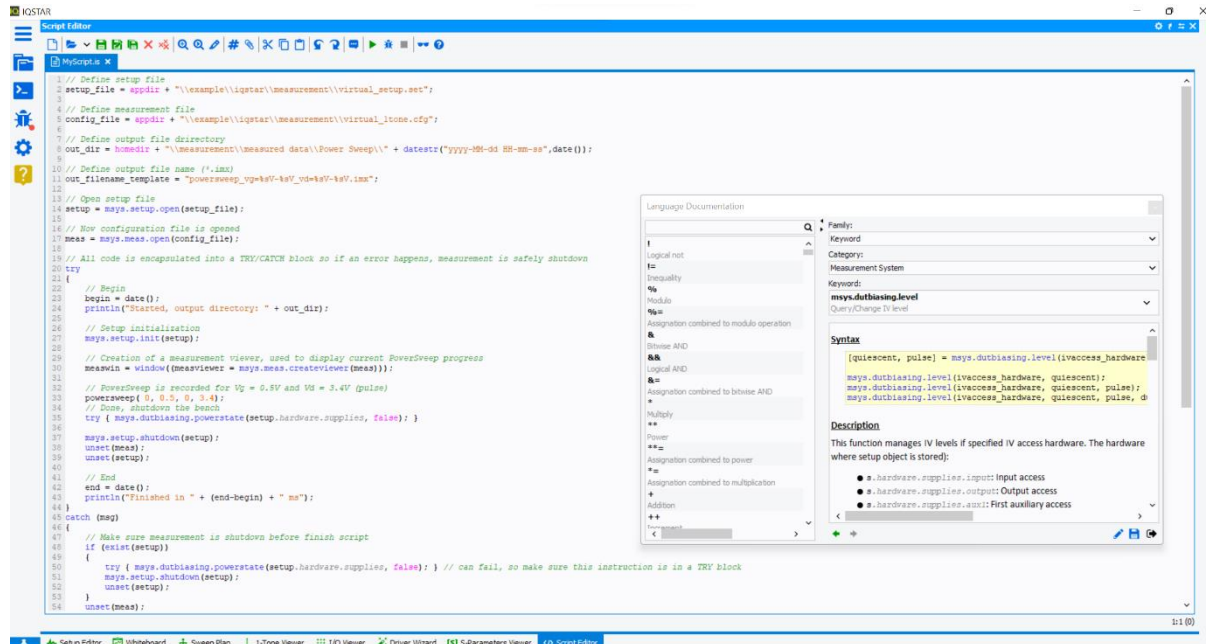 IQSTAR
Script Editor
MyScript.is
1 // Define setup file
2 setup_file = appdir + "\\example\\iqstar\\measurement\\virtual_setup.set";
3
4 // Define measurement file
5 config_file = appdir + "\\example\\iqstar\\measurement\\virtual_1tone.cfg";
6
7 // Define output file drirectory
8 out_dir = homedir + "\\measurement\\measured data\\Power Sweep\\" + datestr("yyyy-MM-dd HH-mm-ss",date());
9
10 // Define output file name (*.imx)
11 out_filename_template = "powersweep_vg=%sV-%sV_vd=%sV-%sV.imx";
12
13 // Open setup file
14 setup = msys.setup.open(setup_file);
15
16 // Now configuration file is opened
17 meas = msys.meas.open(config_file);
18
19 // All code is encapsulated into a TRY/CATCH block so if an error happens, measurement is safely shutdown
20 try
21 {
22 // Begin
23 begin = date();
24 println("Started, output directory: " + out_dir);
25
26 // Setup initialization
27 msys.setup.init(setup);
28
29 // Creation of a measurement viewer, used to display current PowerSweep progress
30 measwin = window((measviewer = msys.meas.createviewer(meas)));
31
32 // PowerSweep is recorded for Vg = 0.5V and Vd = 3.4V (pulse)
33 powersweep( 0, 0.5, 0, 3.4);
34 // Done, shutdown the bench
35 try { msys.dutbiasing.powerstate(setup.hardware.supplies, false); }
36
37 msys.setup.shutdown(setup);
38 unset(meas);
39 unset(setup);
40
41 // End
42 end = date();
43 println("Finished in " + (end-begin) + " ms");
44 }
45 catch (msg)
46 {
47 // Make sure measurement is shutdown before finish script
48 if (exist(setup))
49 {
50 try { msys.dutbiasing.powerstate(setup.hardware.supplies, false); } // can fail, so make sure this instruction is in a TRY block
51 msys.setup.shutdown(setup);
52 unset(setup);
53 }
54 unset(meas);
Language Documentation
!
Logical not
!=
Inequality
%
Modulo
%=
Assignation combined to modulo operation
&
Bitwise AND
&&
Logical AND
&=
Assignation combined to bitwise AND
*
Multiply
**
Power
**=
Assignation combined to power
*=
Assignation combined to multiplication
+
Addition
++
Increment
Family:
Keyword
Category:
Measurement System
Keyword:
msys.dutbiasing.level
Query/Change IV level
Syntax
[quiescent, pulse] = msys.dutbiasing.level(ivaccess_hardware
msys.dutbiasing.level(ivaccess_hardware, quiescent);
msys.dutbiasing.level(ivaccess_hardware, quiescent, pulse);
msys.dutbiasing.level(ivaccess_hardware, quiescent, pulse, d
Description
This function manages IV levels if specified IV access hardware. The hardware
where setup object is stored):
● s.hardware.supplies.input: Input access
● s.hardware.supplies.output: Output access
● s.hardware.supplies.aux1: First auxiliary access
1:1 (0)
Setup Editor Whiteboard Sweep Plan 1-Tone Viewer I/Q Viewer Driver Wizard [S] S-Parameters Viewer Script Editor